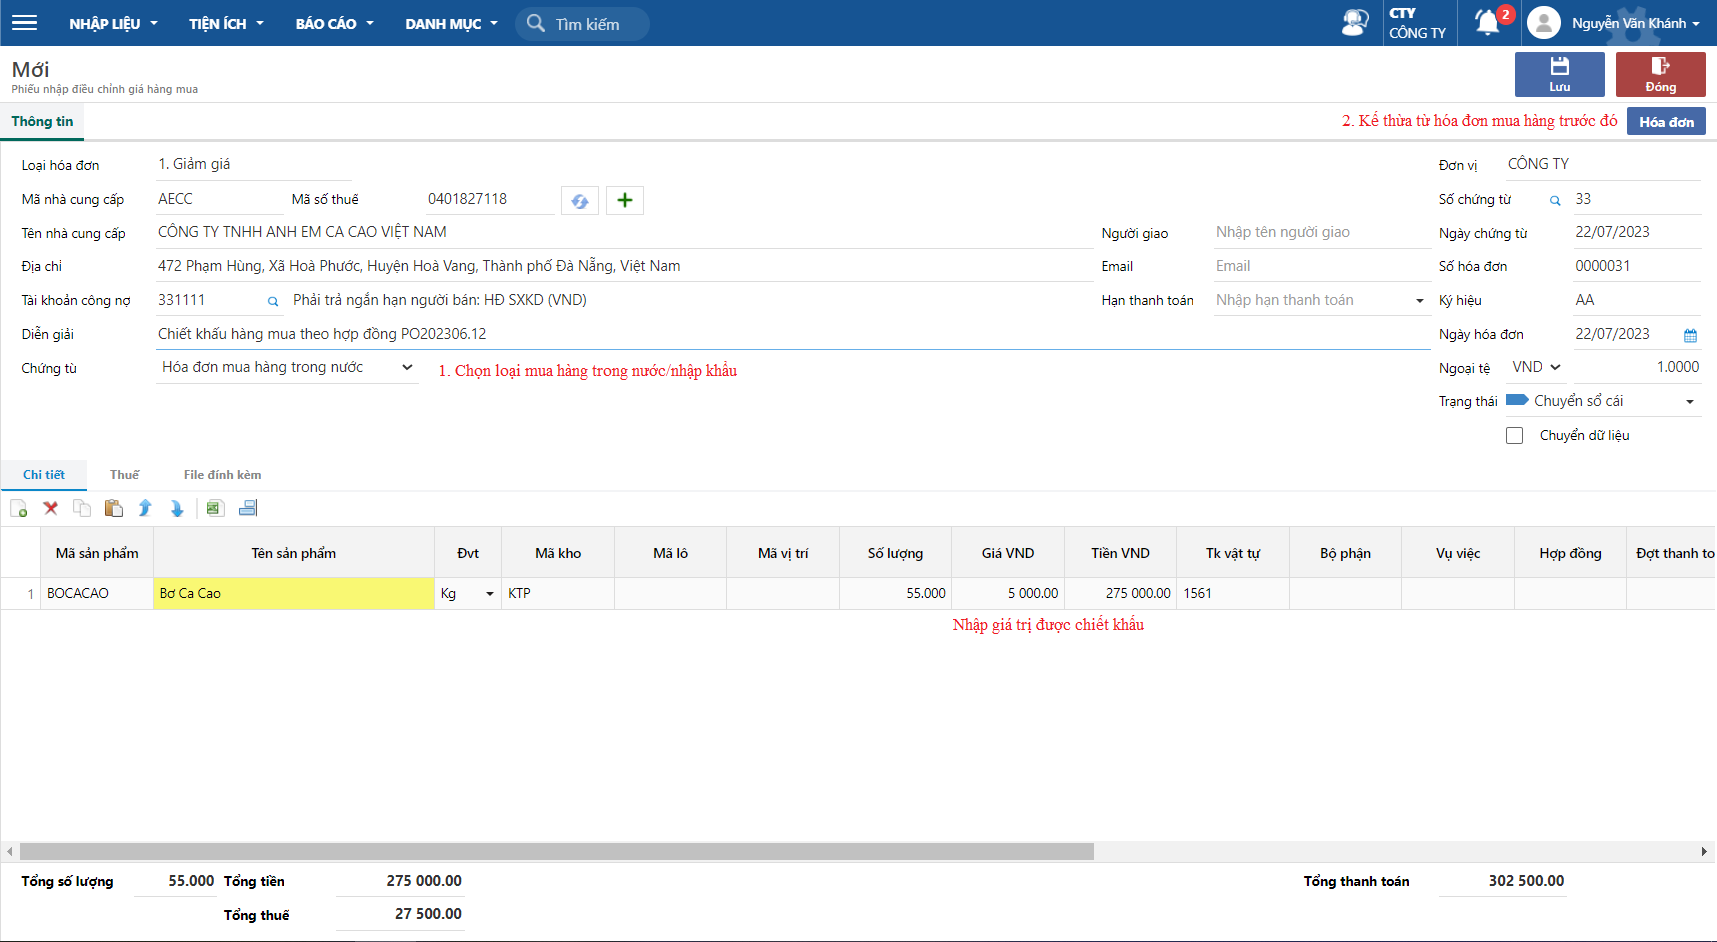 NHẬP LIỆU TIỆN ÍCH BÁO CÁO DANH MỤC Tìm kiếm CTY CÔNG TY 2 Nguyễn Văn Khánh
Mới
Phiếu nhập điều chỉnh giá hàng mua
Lưu Đóng
Thông tin 2. Kế thừa từ hóa đơn mua hàng trước đó Hóa đơn
Loại hóa đơn 1. Giảm giá Đơn vị CÔNG TY
Mã nhà cung cấp AECC Mã số thuế 0401827118 Số chứng từ 33
Tên nhà cung cấp CÔNG TY TNHH ANH EM CA CAO VIỆT NAM Người giao Nhập tên người giao Ngày chứng từ 22/07/2023
Địa chỉ 472 Phạm Hùng, Xã Hoà Phước, Huyện Hoà Vang, Thành phố Đà Nẵng, Việt Nam Email Email Số hóa đơn 0000031
Tài khoản công nợ 331111 Phải trả ngắn hạn người bán: HĐ SXKD (VND) Hạn thanh toán Nhập hạn thanh toán Ký hiệu AA
Diễn giải Chiết khấu hàng mua theo hợp đồng PO202306.12 Ngày hóa đơn 22/07/2023
Chứng từ Hóa đơn mua hàng trong nước 1. Chọn loại mua hàng trong nước/nhập khẩu Ngoại tệ VND 1.0000
Trạng thái Chuyển sổ cái
Chuyển dữ liệu
Chi tiết Thuế File đính kèm
Mã sản phẩm Tên sản phẩm Đvt Mã kho Mã lô Mã vị trí Số lượng Giá VND Tiền VND Tk vật tự Bộ phận Vụ việc Hợp đồng Đợt thanh to
1 BOCACAO Bơ Ca Cao Kg KTP 55.000 5 000.00 275 000.00 1561
Nhập giá trị được chiết khấu
Tổng số lượng 55.000 Tổng tiền 275 000.00 Tổng thanh toán 302 500.00
Tổng thuế 27 500.00